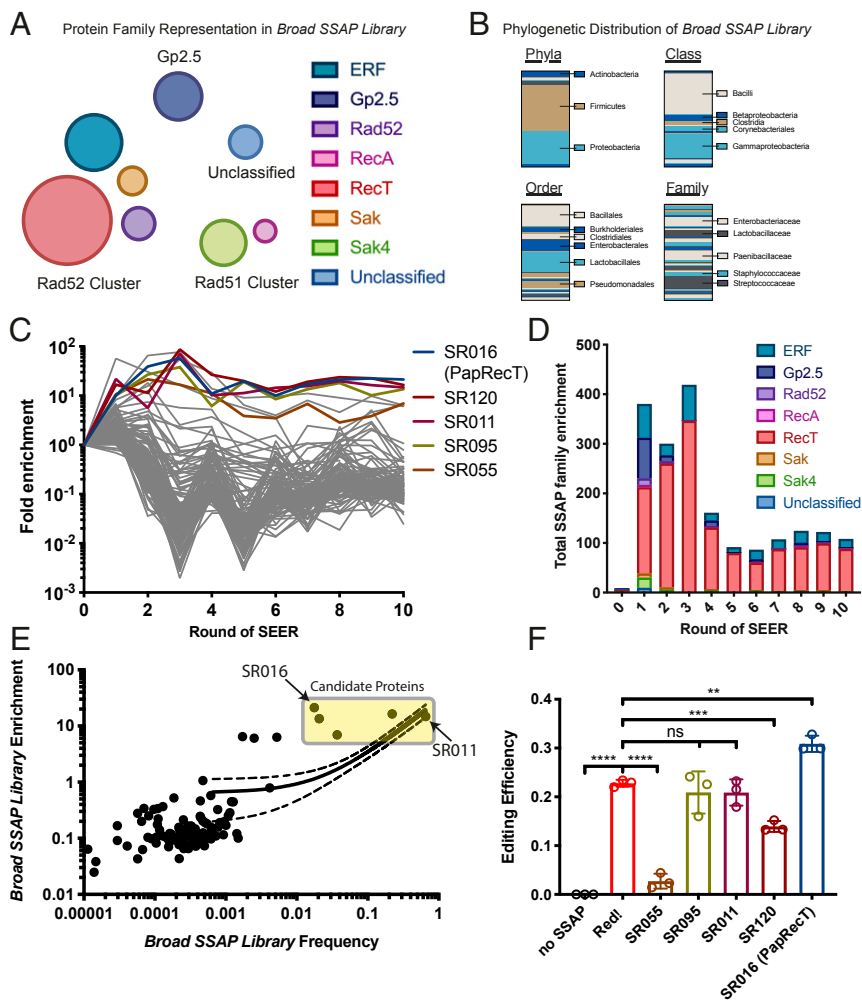 A
Protein Family Representation in Broad SSAP Library
Gp2.5
Unclassified
Rad52 Cluster
Rad51 Cluster
ERF
Gp2.5
Rad52
RecA
RecT
Sak
Sak4
Unclassified
B
Phylogenetic Distribution of Broad SSAP Library
Phyla
Actinobacteria
Firmicutes
Proteobacteria
Class
Bacilli
Betaproteobacteria
Clostridia
Corynebacteriales
Gammaproteobacteria
Order
Bacillales
Burkholderiales
Clostridiales
Enterobacterales
Lactobacillales
Pseudomonadales
Family
Enterobacteriaceae
Lactobacillaceae
Paenibacillaceae
Staphylococcaceae
Streptococcaceae
C
Fold enrichment
10²
10¹
10⁰
10⁻¹
10⁻²
10⁻³
0 2 4 6 8 10
Round of SEER
SR016
(PapRecT)
SR120
SR011
SR095
SR055
D
Total SSAP family enrichment
500
400
300
200
100
0
0 1 2 3 4 5 6 7 8 9 10
Round of SEER
ERF
Gp2.5
Rad52
RecA
RecT
Sak
Sak4
Unclassified
E
Broad SSAP Library Enrichment
100
10
1
0.1
0.01
0.00001 0.0001 0.001 0.01 0.1 1
Broad SSAP Library Frequency
SR016
Candidate Proteins
SR011
F
Editing Efficiency
0.4
0.3
0.2
0.1
0.0
**
***
ns
**** ****
no SSAP
Redβ
SR055
SR095
SR011
SR120
SR016 (PapRecT)